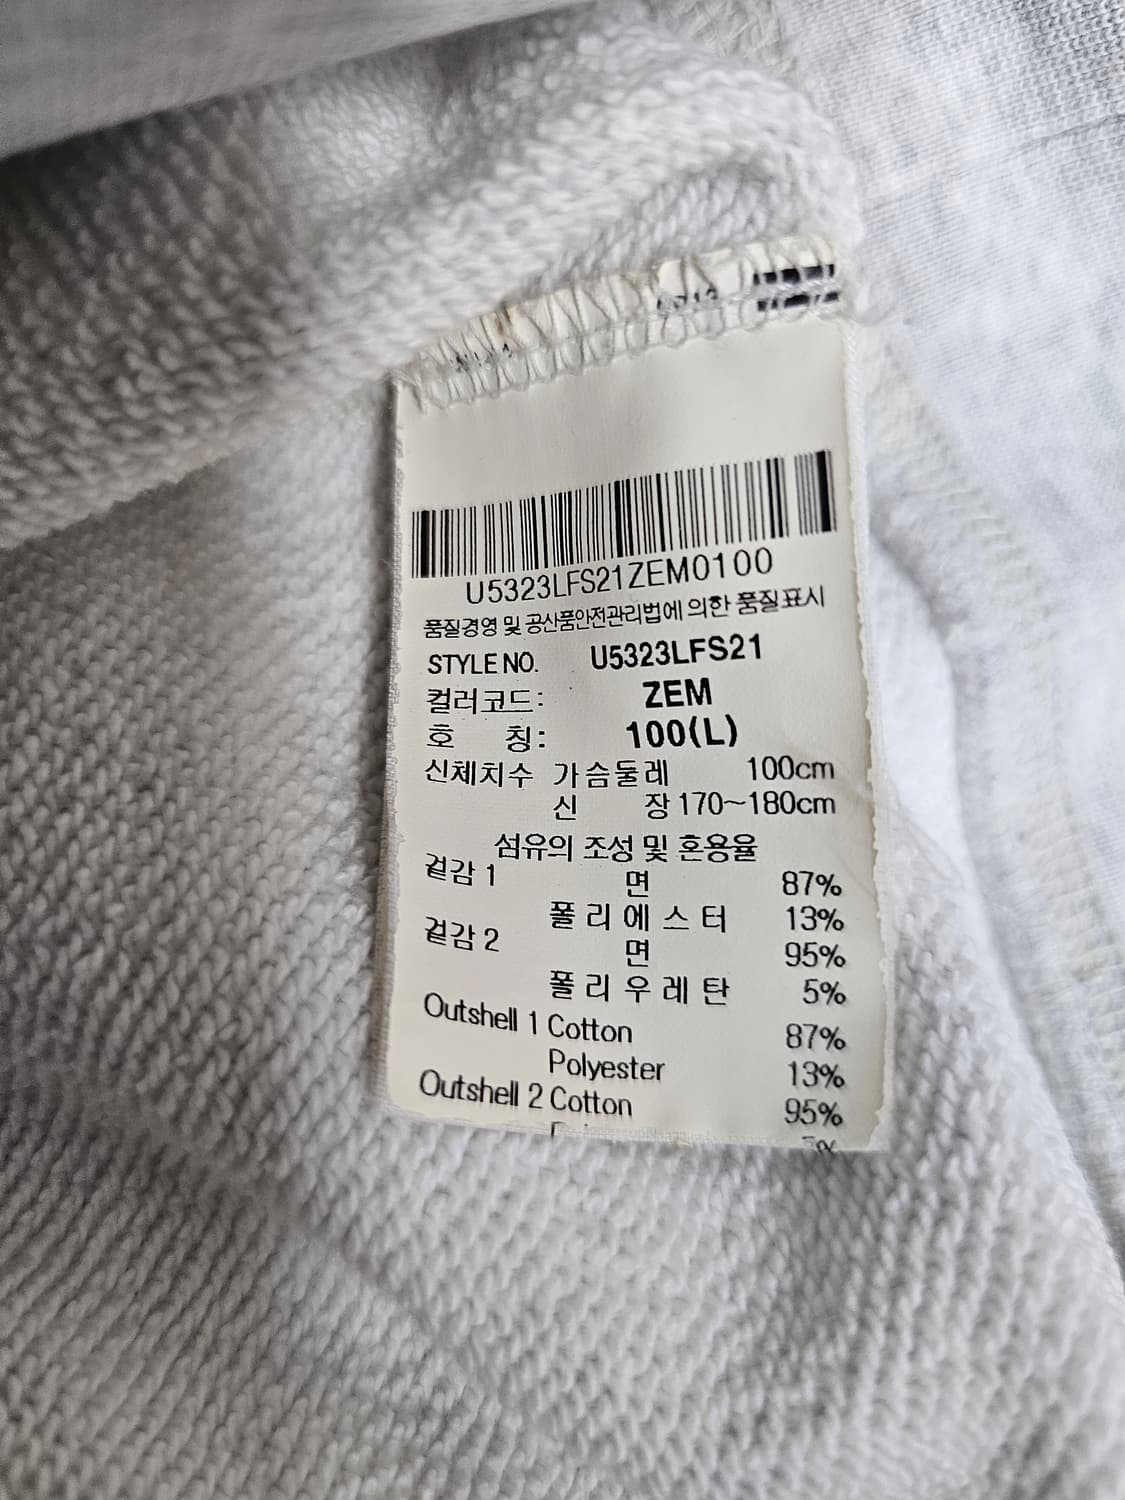 U5323LFS21ZEM0100
품질경영 및 공산품안전관리법에 의한 품질표시
STYLE NO. U5323LFS21
컬러코드: ZEM
호 칭: 100(L)
신체치수 가슴둘레 100cm
신 장 170~180cm
섬유의 조성 및 혼용율
겉감 1 면 87%
폴리에스터 13%
겉감 2 면 95%
폴리우레탄 5%
Outshell 1 Cotton 87%
Polyester 13%
Outshell 2 Cotton 95%